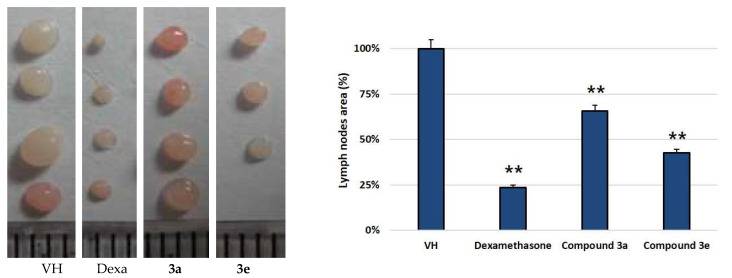 VH Dexa 3a 3e
Lymph nodes area (%)
100%
75%
50%
25%
0%
**
**
**
VH Dexamethasone Compound 3a Compound 3e